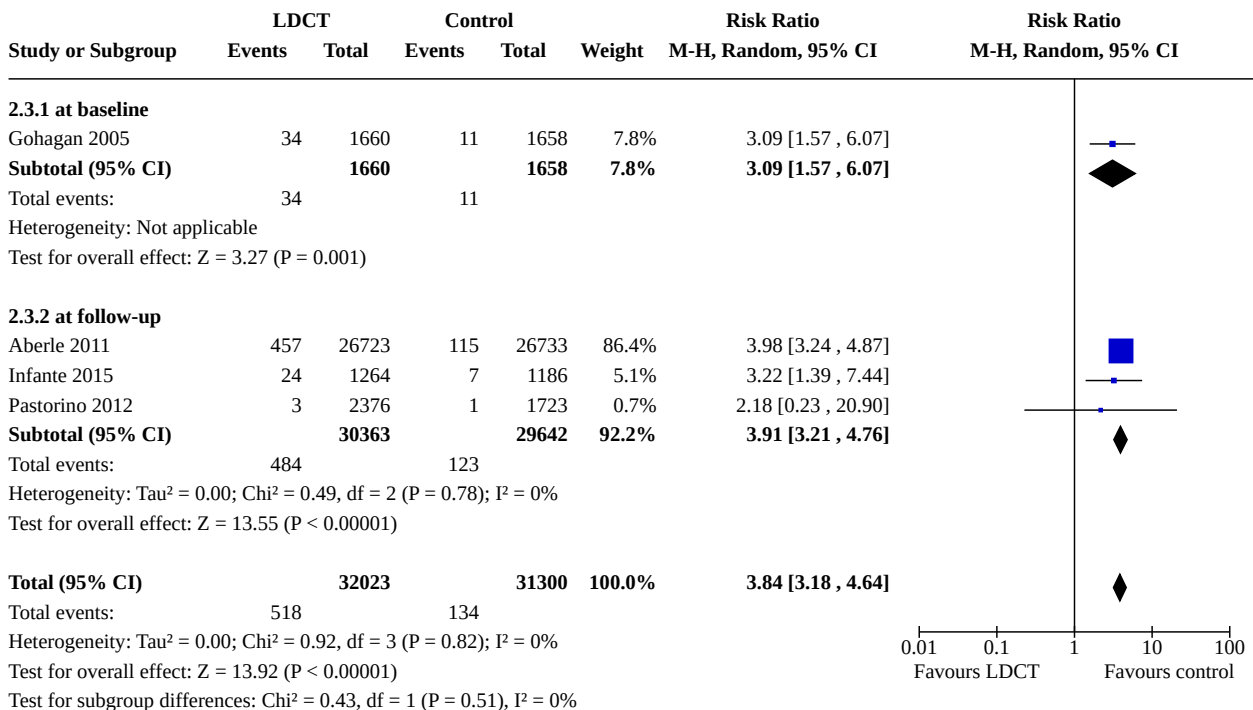 LDCT Control Risk Ratio Risk Ratio
Study or Subgroup Events Total Events Total Weight M-H, Random, 95% CI M-H, Random, 95% CI
2.3.1 at baseline
Gohagan 2005 34 1660 11 1658 7.8% 3.09 [1.57 , 6.07]
Subtotal (95% CI) 1660 1658 7.8% 3.09 [1.57 , 6.07]
Total events: 34 11
Heterogeneity: Not applicable
Test for overall effect: Z = 3.27 (P = 0.001)
2.3.2 at follow-up
Aberle 2011 457 26723 115 26733 86.4% 3.98 [3.24 , 4.87]
Infante 2015 24 1264 7 1186 5.1% 3.22 [1.39 , 7.44]
Pastorino 2012 3 2376 1 1723 0.7% 2.18 [0.23 , 20.90]
Subtotal (95% CI) 30363 29642 92.2% 3.91 [3.21 , 4.76]
Total events: 484 123
Heterogeneity: Tau² = 0.00; Chi² = 0.49, df = 2 (P = 0.78); I² = 0%
Test for overall effect: Z = 13.55 (P < 0.00001)
Total (95% CI) 32023 31300 100.0% 3.84 [3.18 , 4.64]
Total events: 518 134
Heterogeneity: Tau² = 0.00; Chi² = 0.92, df = 3 (P = 0.82); I² = 0%
0.01 0.1 1 10 100
Test for overall effect: Z = 13.92 (P < 0.00001)
Favours LDCT Favours control
Test for subgroup differences: Chi² = 0.43, df = 1 (P = 0.51), I² = 0%